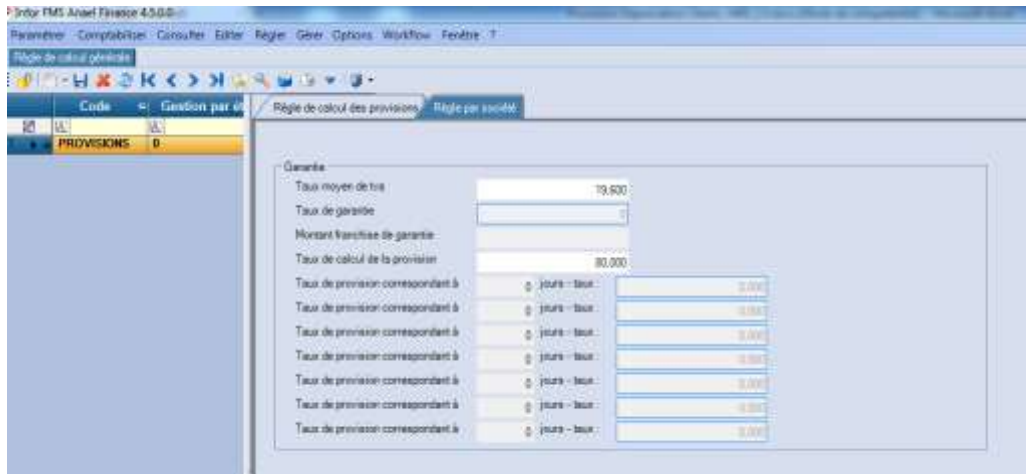 Infor FMS Anael Finance 4.5.0.0
Paramétrer Comptabiliser Consulter Editer Régler Gérer Options Workflow Fenêtre ?
Règle de calcul générale
Code Gestion par ét
Règle de calcul des provisions Règle par société
PROVISIONS 0
Garantie
Taux moyen de tva 19,600
Taux de garantie 0
Montant franchise de garantie
Taux de calcul de la provision 80,000
Taux de provision correspondant à 0 jours - taux : 0,000
Taux de provision correspondant à 0 jours - taux : 0,000
Taux de provision correspondant à 0 jours - taux : 0,000
Taux de provision correspondant à 0 jours - taux : 0,000
Taux de provision correspondant à 0 jours - taux : 0,000
Taux de provision correspondant à 0 jours - taux : 0,000
Taux de provision correspondant à 0 jours - taux : 0,000